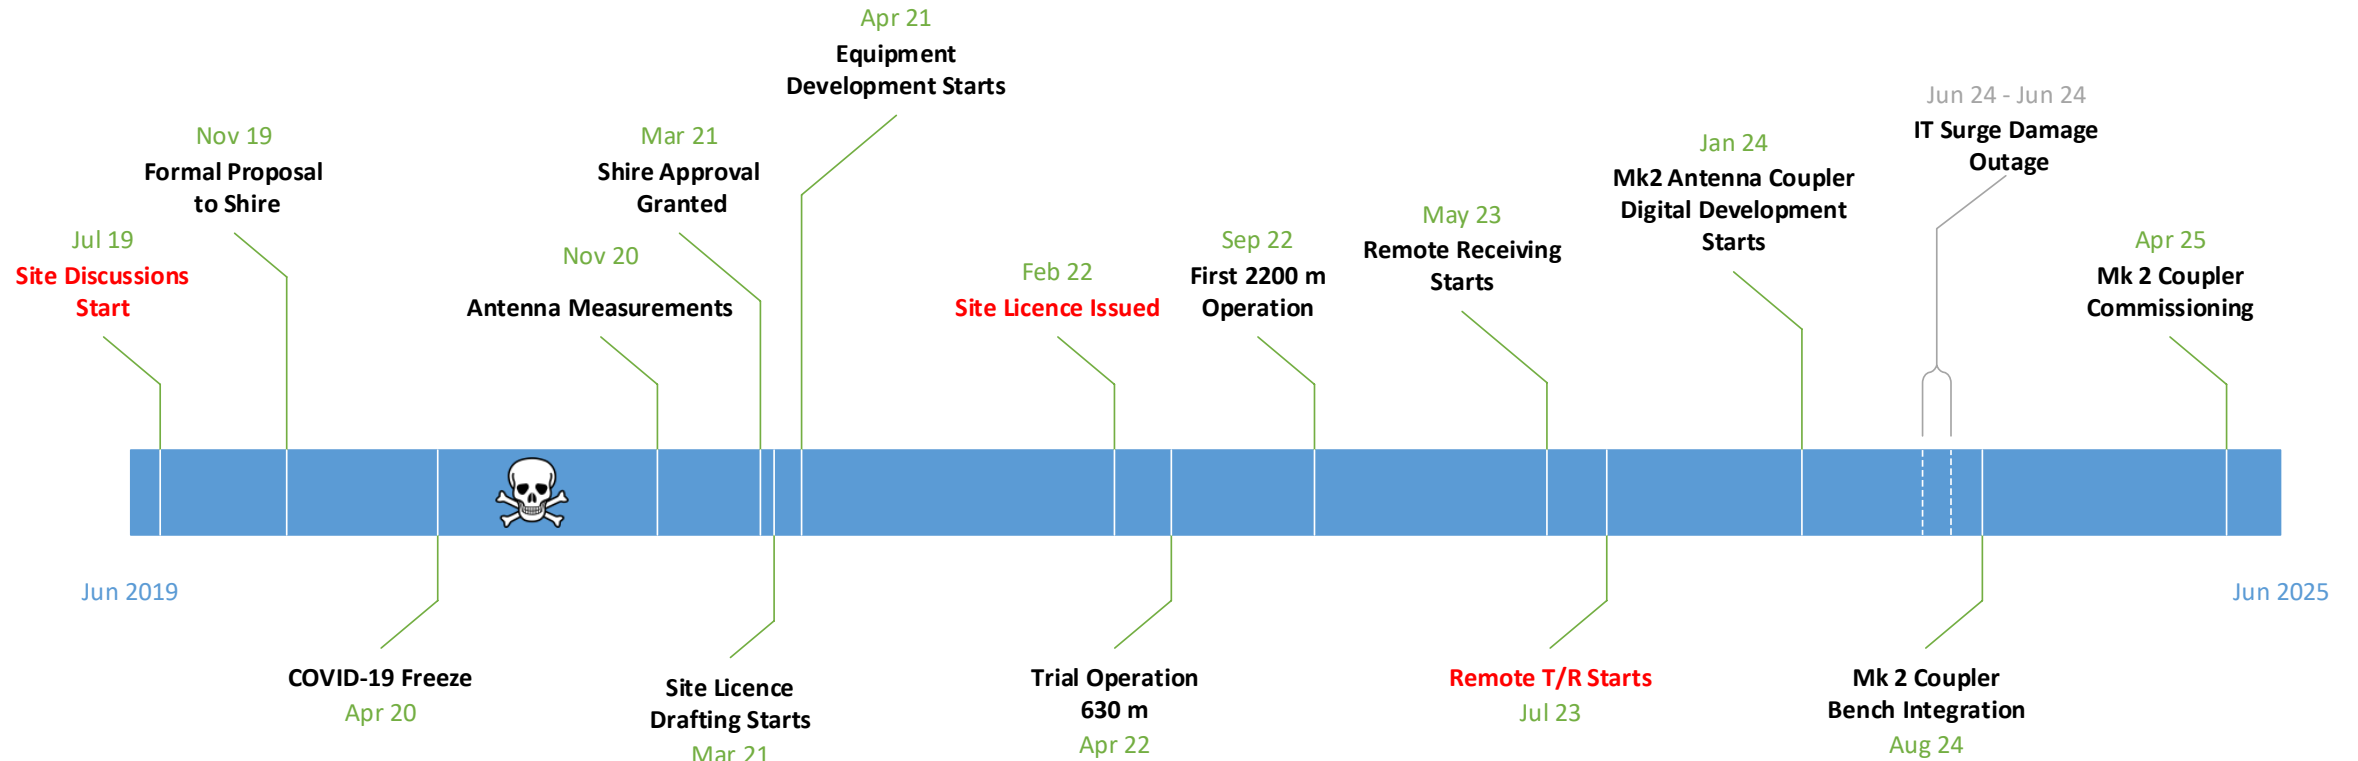 Apr 21
Equipment
Development Starts
Jun 24 - Jun 24
IT Surge Damage
Outage
Nov 19
Formal Proposal
to Shire
Mar 21
Shire Approval
Granted
Jan 24
Mk2 Antenna Coupler
Digital Development
Starts
May 23
Remote Receiving
Starts
Jul 19
Site Discussions
Start
Nov 20
Antenna Measurements
Feb 22
Site Licence Issued
Sep 22
First 2200 m
Operation
Apr 25
Mk 2 Coupler
Commissioning
Jun 2019
Jun 2025
COVID-19 Freeze
Apr 20
Site Licence
Drafting Starts
Mar 21
Trial Operation
630 m
Apr 22
Remote T/R Starts
Jul 23
Mk 2 Coupler
Bench Integration
Aug 24